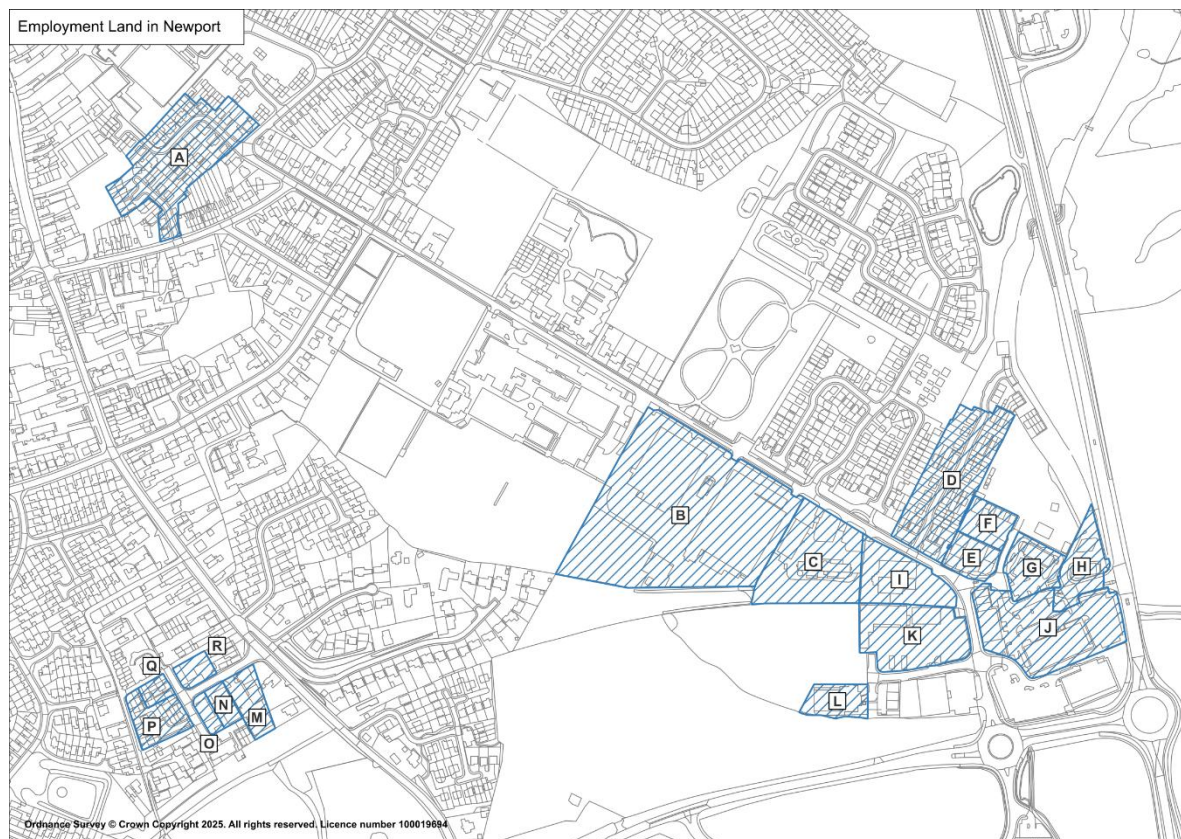 Employment Land in Newport
A
B
D
F
C
E
G
H
I
J
K
L
R
Q
N
P
M
O
Ordnance Survey © Crown Copyright 2025. All rights reserved. Licence number 100019694